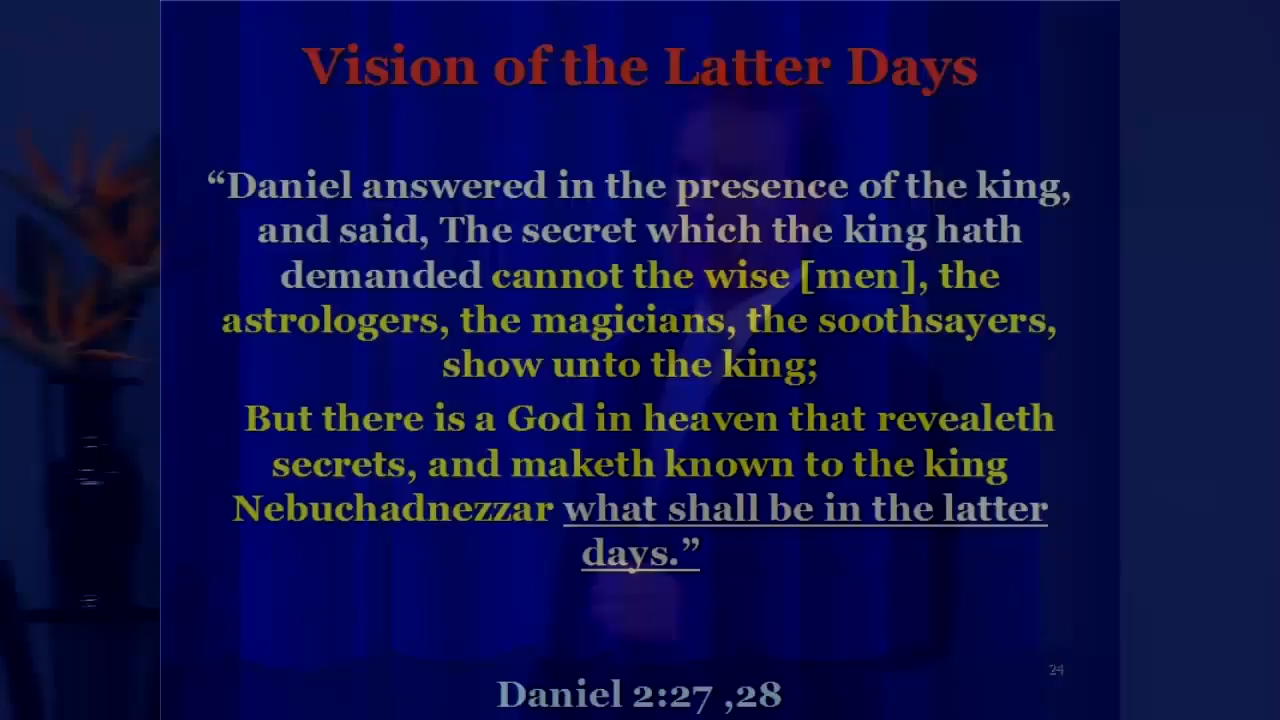 Vision of the Latter Days
“Daniel answered in the presence of the king,
and said, The secret which the king hath
demanded cannot the wise [men], the
astrologers, the magicians, the soothsayers,
show unto the king;
But there is a God in heaven that revealeth
secrets, and maketh known to the king
Nebuchadnezzar what shall be in the latter
days.”
24
Daniel 2:27 ,28